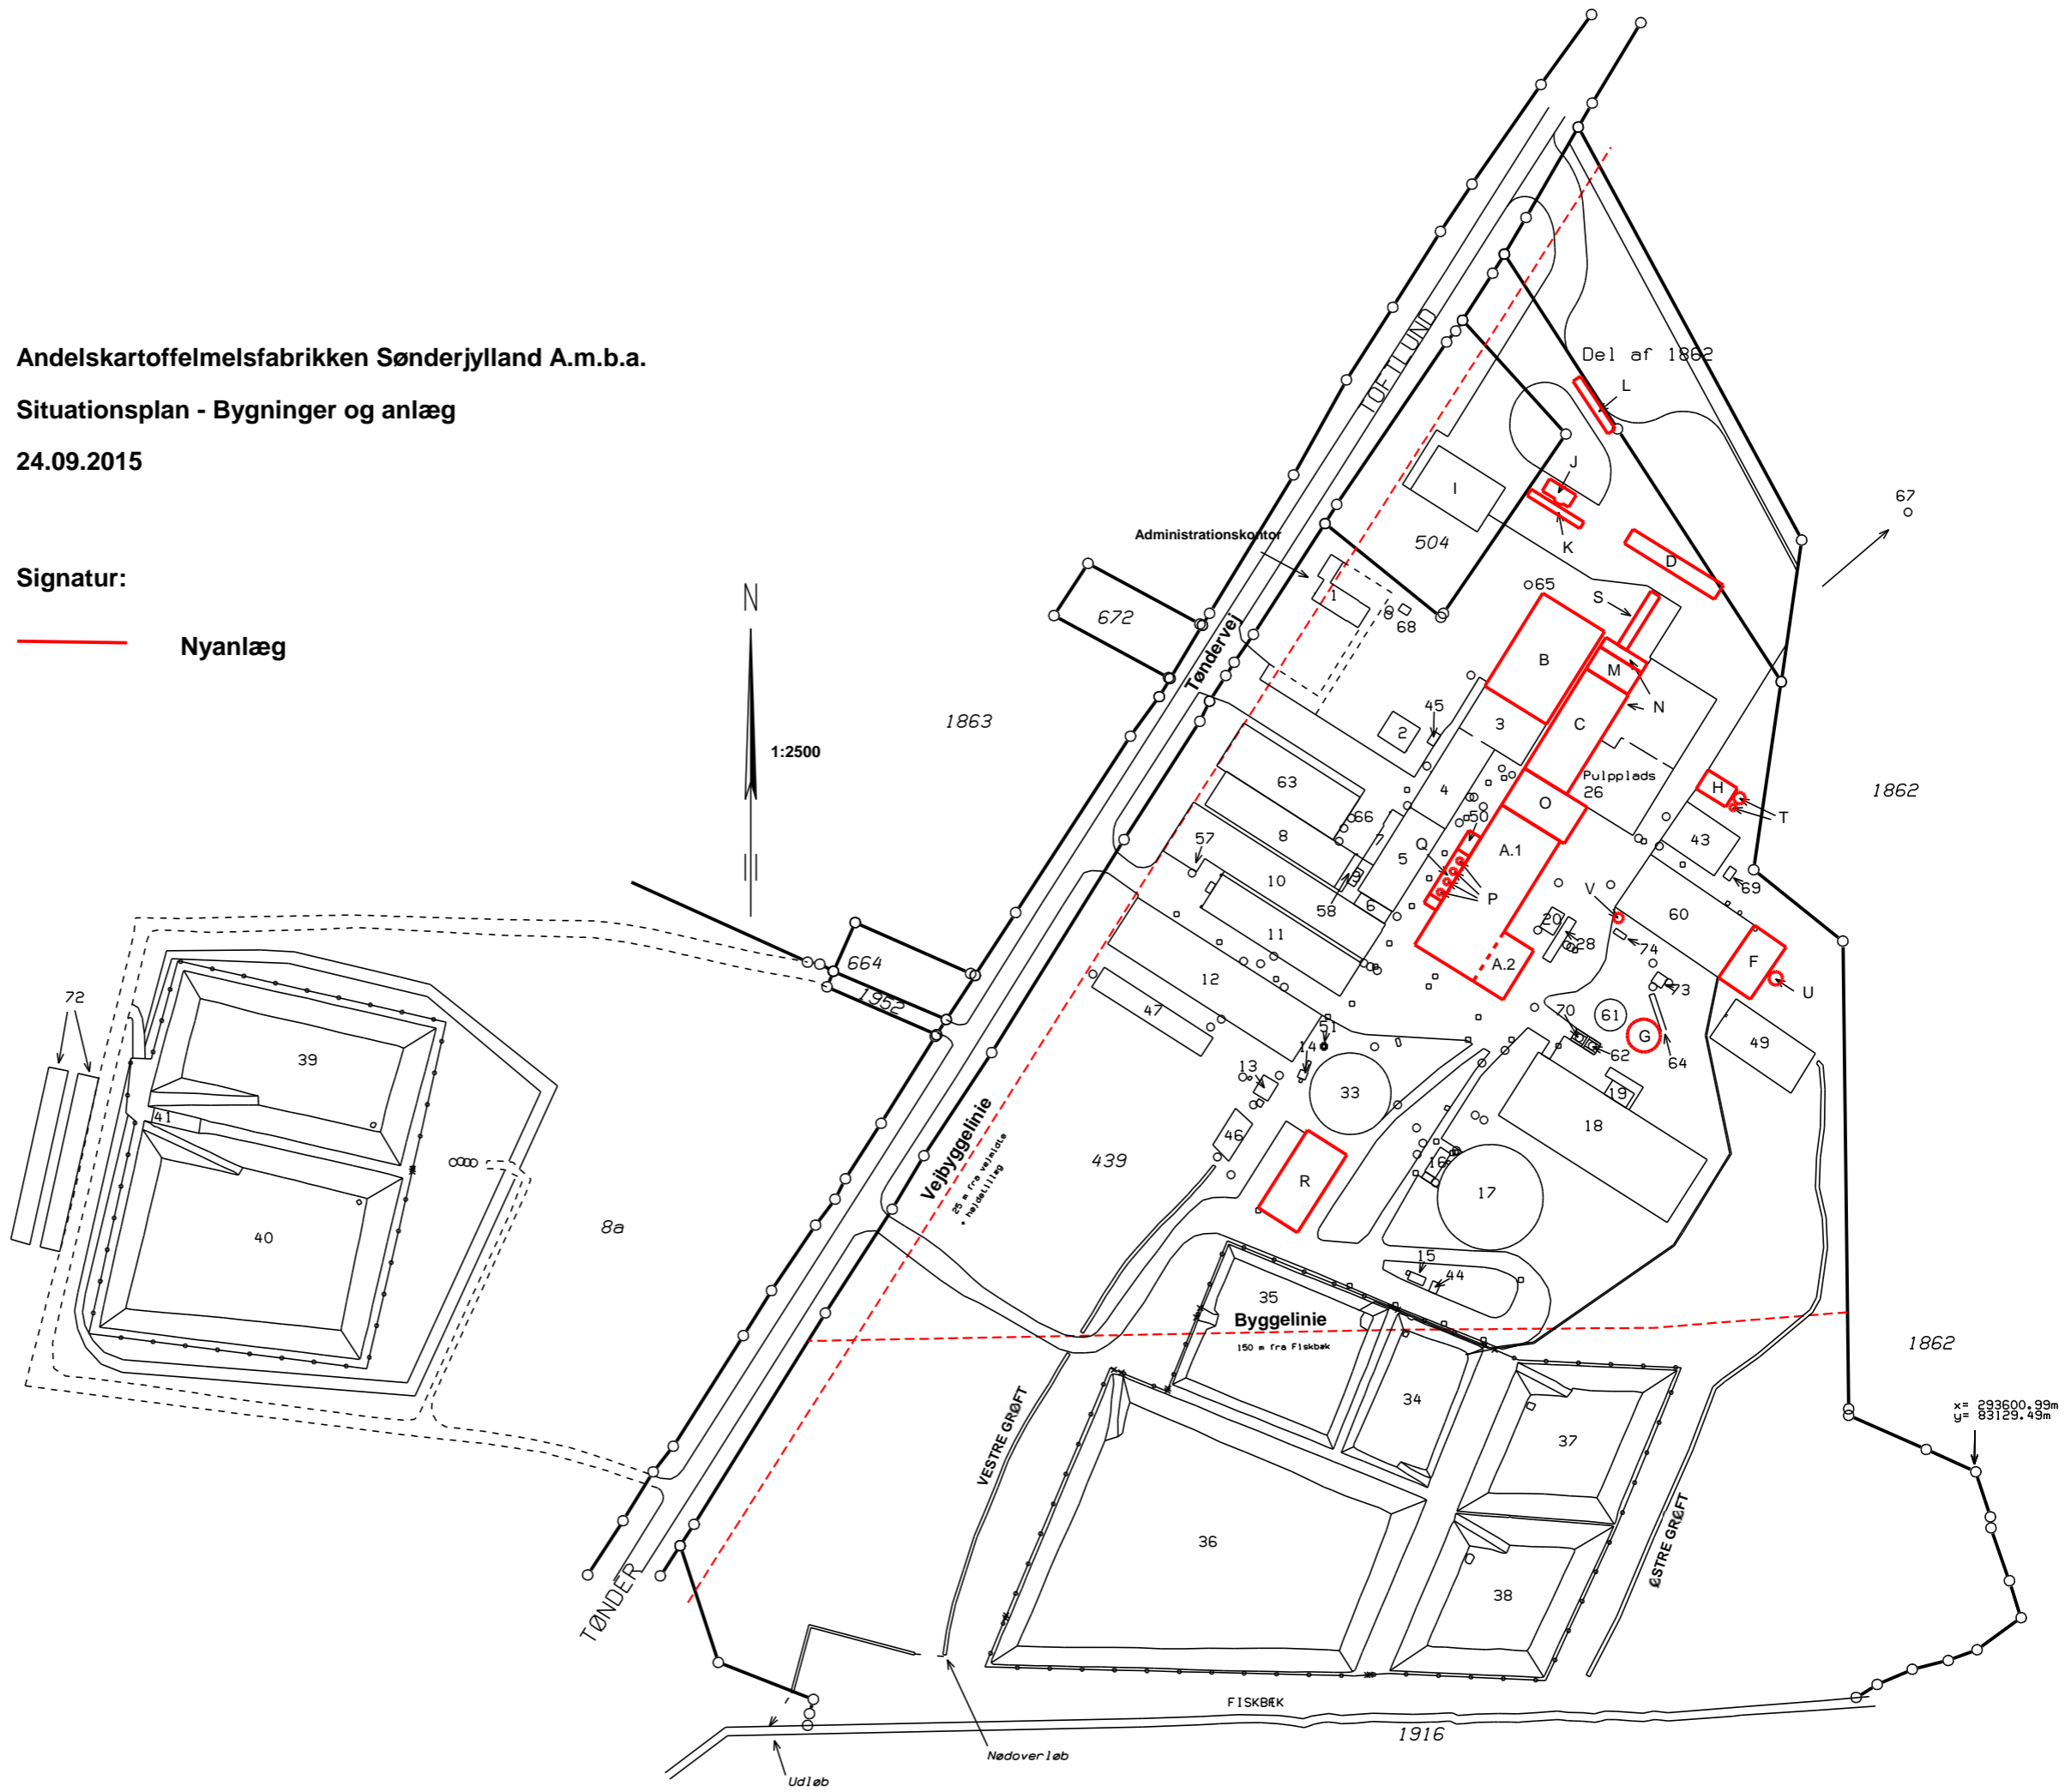 Andelskartoffelmelsfabrikken Sønderjylland A.m.b.a.
Situationsplan - Bygninger og anlæg
24.09.2015
Signatur:
Nyanlæg
N
1:2500
TOFTLUND
Del af 1862
L
J
K
I
504
67
Administrationskontor
1
68
65
D
S
672
Tøndervej
B
M
N
1863
2
45
3
C
Pulpplads
26
63
4
O
H
T
1862
66
50
8
7
Q
5
A.1
43
57
10
9
P
69
58
6
V
60
20
28
74
11
A.2
F
664
1952
12
73
U
72
47
70
61
51
G
49
39
14
62
64
13
33
19
41
46
18
Vejbyggelinie
25 m fra vejmidte
+ højdetillæg
439
16
R
17
8a
40
15
44
35
Byggelinie
150 m fra Fiskbæk
1862
34
x= 293600.99m
y= 83129.49m
VESTRE GRØFT
37
36
ØSTRE GRØFT
38
TØNDER
FISKBÆK
1916
Nødoverløb
Udløb